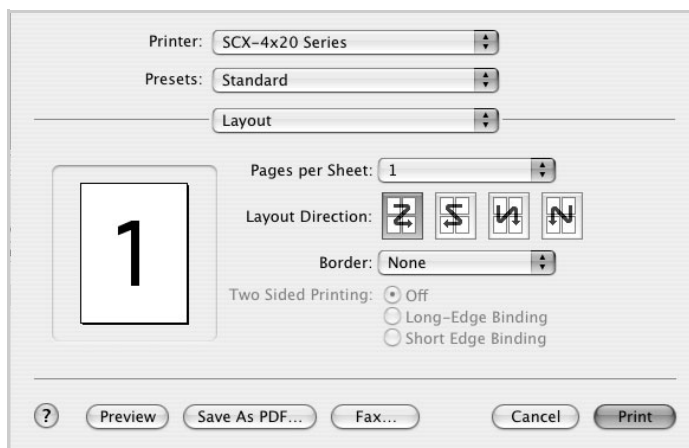 Printer: SCX-4x20 Series
Presets: Standard
Layout
Pages per Sheet: 1
1
Layout Direction:
Border: None
Two Sided Printing: Off
Long-Edge Binding
Short Edge Binding
? Preview Save As PDF... Fax... Cancel Print